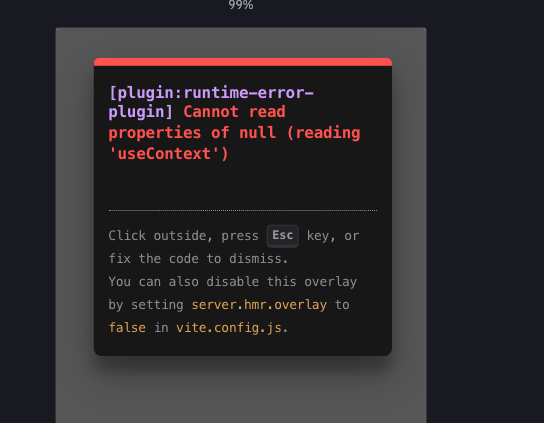 99%
[plugin:runtime-error-
plugin] Cannot read
properties of null (reading
'useContext')
Click outside, press Esc key, or
fix the code to dismiss.
You can also disable this overlay
by setting server.hmr.overlay to
false in vite.config.js.